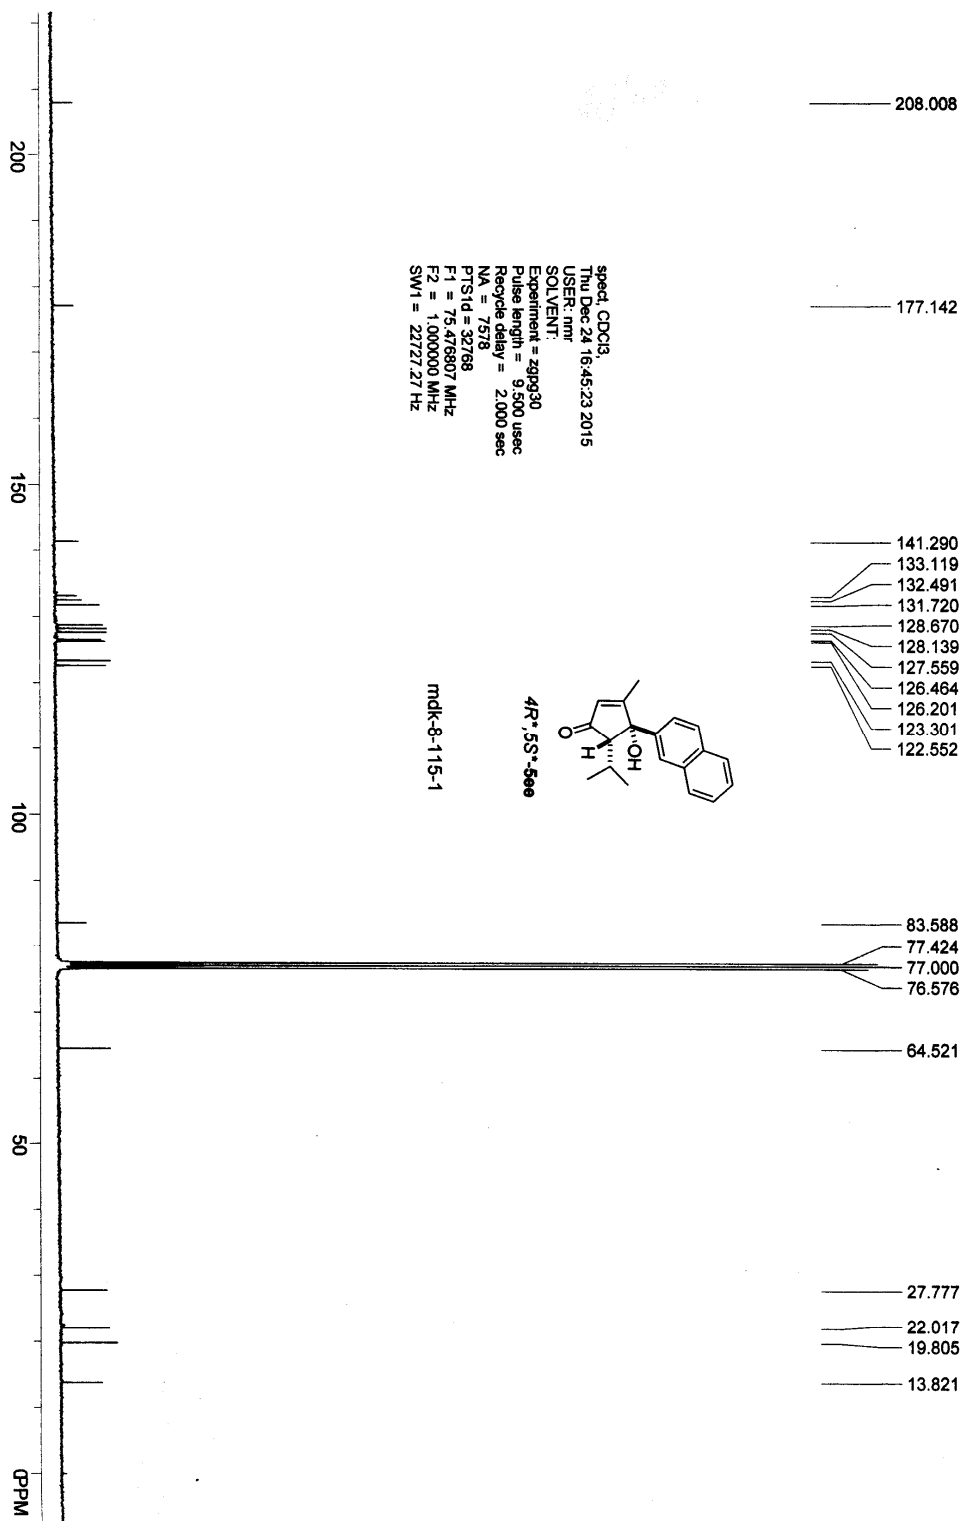 208.008
177.142
141.290
133.119
132.491
131.720
128.670
128.139
127.559
126.464
126.201
123.301
122.552
83.588
77.424
77.000
76.576
64.521
27.777
22.017
19.805
13.821
spect, CDCl3,
Thu Dec 24 16:45:23 2015
USER: nmr
SOLVENT:
Experiment = zgpg30
Pulse length = 9.500 usec
Recycle delay = 2.000 sec
NA = 7578
PTS1d = 32768
F1 = 75.476807 MHz
F2 = 1.000000 MHz
SW1 = 22727.27 Hz
OH
H
O
4R*,5S*-5ee
mdk-8-115-1
200
150
100
50
0PPM